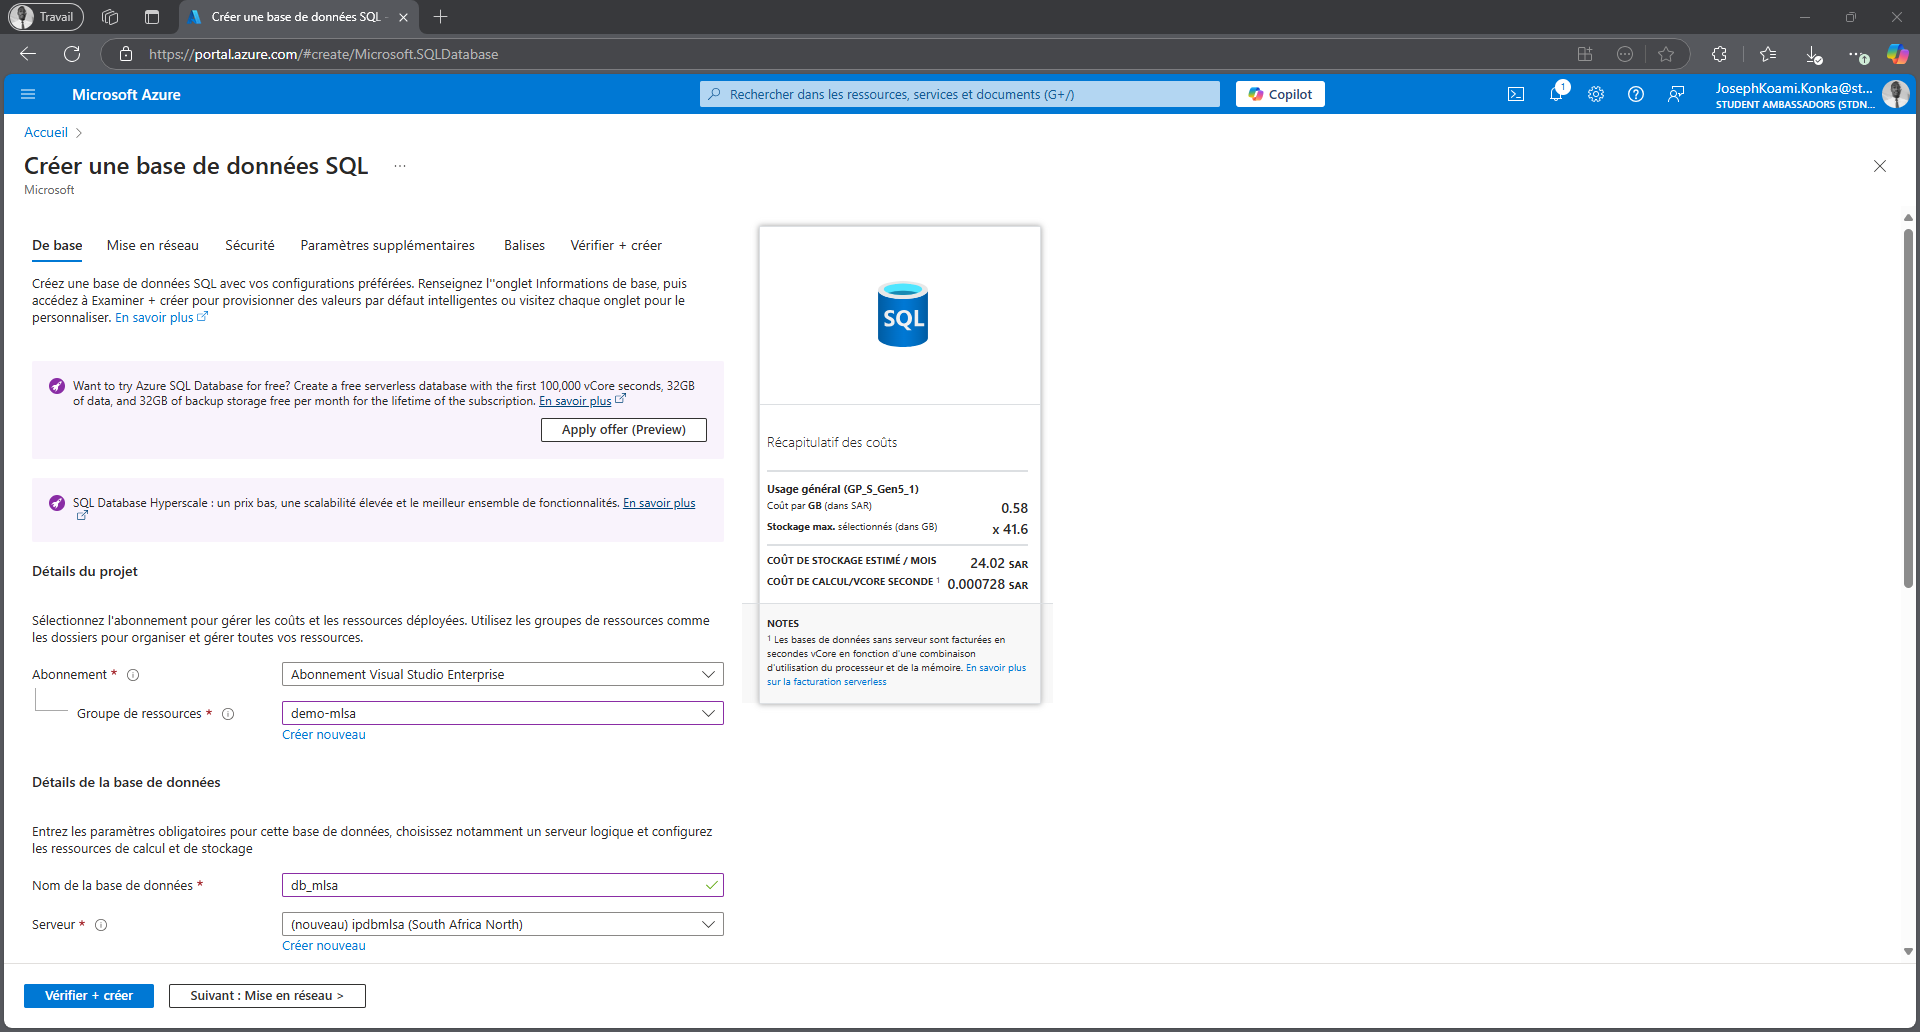 Travail
Créer une base de données SQL -
https://portal.azure.com/#create/Microsoft.SQLDatabase
Microsoft Azure
Rechercher dans les ressources, services et documents (G+/)
Copilot
1
JosephKoami.Konka@st...
STUDENT AMBASSADORS (STDN...
Accueil >
Créer une base de données SQL
...
Microsoft
De base
Mise en réseau
Sécurité
Paramètres supplémentaires
Balises
Vérifier + créer
Créez une base de données SQL avec vos configurations préférées. Renseignez l''onglet Informations de base, puis
accédez à Examiner + créer pour provisionner des valeurs par défaut intelligentes ou visitez chaque onglet pour le
personnaliser. En savoir plus
Want to try Azure SQL Database for free? Create a free serverless database with the first 100,000 vCore seconds, 32GB
of data, and 32GB of backup storage free per month for the lifetime of the subscription. En savoir plus
Apply offer (Preview)
SQL Database Hyperscale : un prix bas, une scalabilité élevée et le meilleur ensemble de fonctionnalités. En savoir plus
Détails du projet
Sélectionnez l'abonnement pour gérer les coûts et les ressources déployées. Utilisez les groupes de ressources comme
les dossiers pour organiser et gérer toutes vos ressources.
Abonnement *
Abonnement Visual Studio Enterprise
Groupe de ressources *
demo-mlsa
Créer nouveau
Détails de la base de données
Entrez les paramètres obligatoires pour cette base de données, choisissez notamment un serveur logique et configurez
les ressources de calcul et de stockage
Nom de la base de données *
db_mlsa
Serveur *
(nouveau) ipdbmlsa (South Africa North)
Créer nouveau
SQL
Récapitulatif des coûts
Usage général (GP_S_Gen5_1)
Coût par GB (dans SAR)
0.58
Stockage max. sélectionnés (dans GB)
x 41.6
COÛT DE STOCKAGE ESTIMÉ / MOIS
24.02 SAR
COÛT DE CALCUL/VCORE SECONDE 1
0.000728 SAR
NOTES
1 Les bases de données sans serveur sont facturées en
secondes vCore en fonction d'une combinaison
d'utilisation du processeur et de la mémoire. En savoir plus
sur la facturation serverless
Vérifier + créer
Suivant : Mise en réseau >